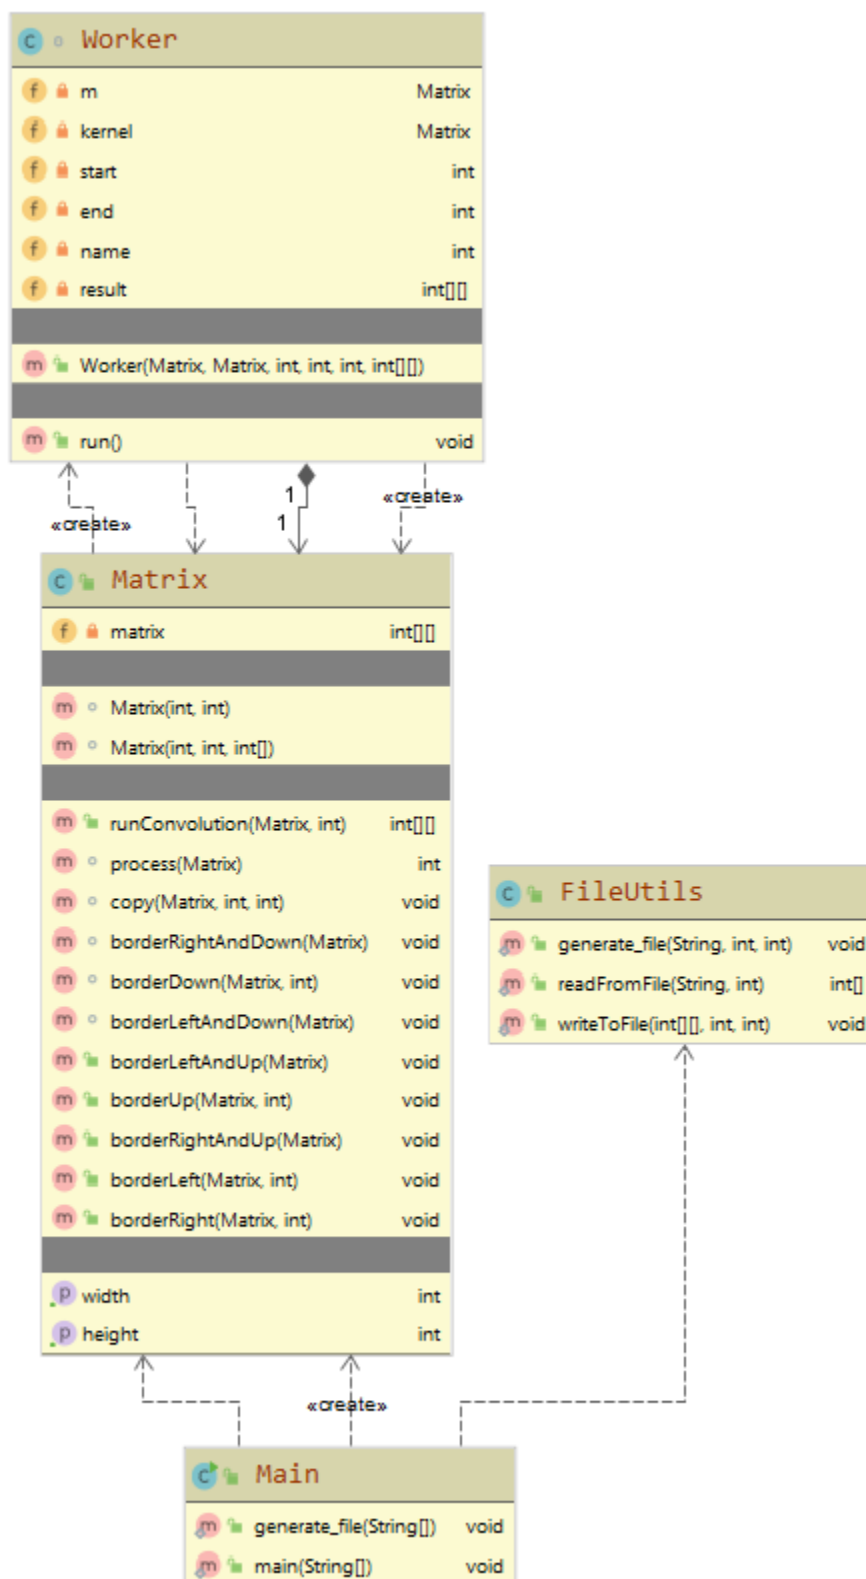 Worker
m Matrix
kernel Matrix
start int
end int
name int
result int[][]
Worker(Matrix, Matrix, int, int, int, int[][])
run() void
1
«create»
1
«create»
Matrix
matrix int[][]
Matrix(int, int)
Matrix(int, int, int[])
runConvolution(Matrix, int) int[][]
process(Matrix) int
copy(Matrix, int, int) void
borderRightAndDown(Matrix) void
borderDown(Matrix, int) void
borderLeftAndDown(Matrix) void
borderLeftAndUp(Matrix) void
borderUp(Matrix, int) void
borderRightAndUp(Matrix) void
borderLeft(Matrix, int) void
borderRight(Matrix, int) void
width int
height int
FileUtils
generate_file(String, int, int) void
readFromFile(String, int) int[]
writeToFile(int[][], int, int) void
«create»
Main
generate_file(String[]) void
main(String[]) void